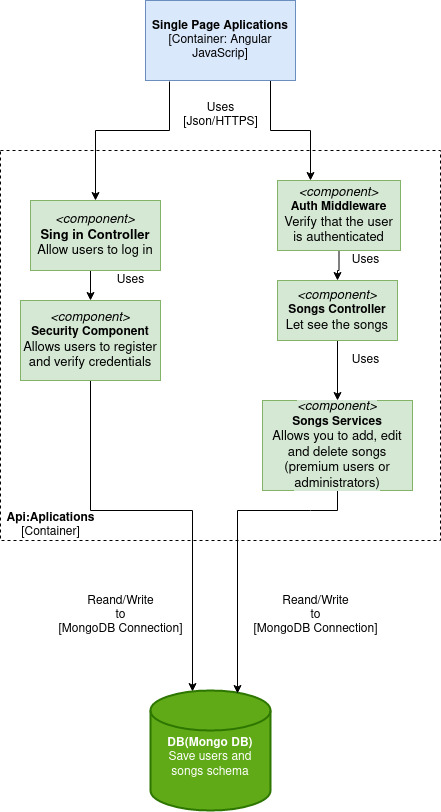 Single Page Aplications
[Container: Angular
JavaScrip]
Uses
[Json/HTTPS]
<component>
Sing in Controller
Allow users to log in
Uses
<component>
Security Component
Allows users to register
and verify credentials
<component>
Auth Middleware
Verify that the user
is authenticated
Uses
<component>
Songs Controller
Let see the songs
Uses
<component>
Songs Services
Allows you to add, edit
and delete songs
(premium users or
administrators)
Api:Aplications
[Container]
Reand/Write
to
[MongoDB Connection]
Reand/Write
to
[MongoDB Connection]
DB(Mongo DB)
Save users and
songs schema